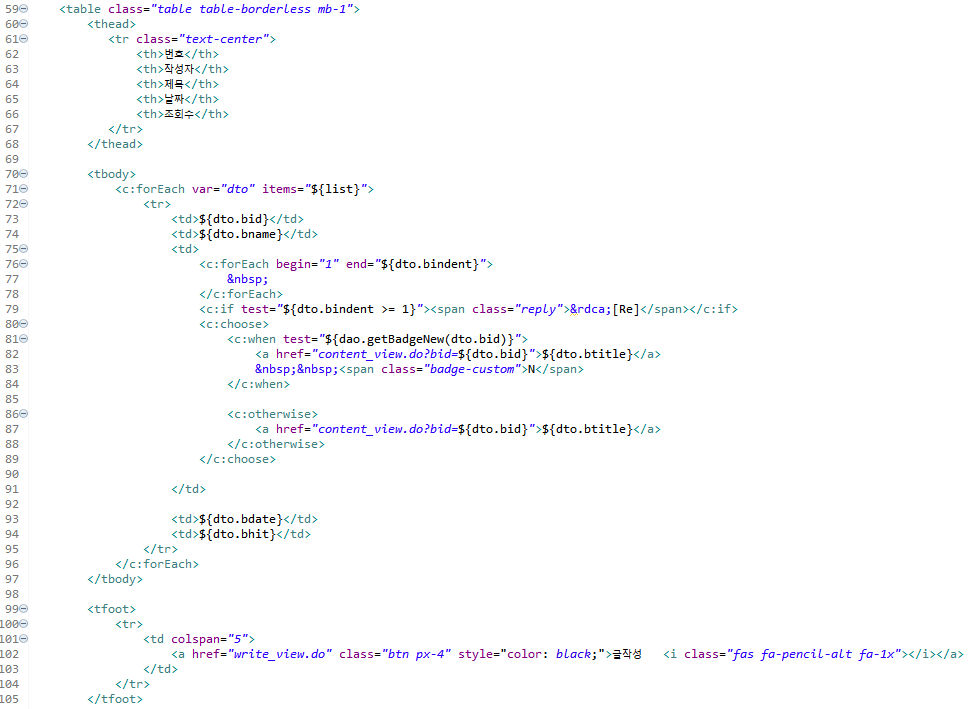 59 <table class="table table-borderless mb-1">
60 <thead>
61 <tr class="text-center">
62 <th>번호</th>
63 <th>작성자</th>
64 <th>제목</th>
65 <th>날짜</th>
66 <th>조회수</th>
67 </tr>
68 </thead>
69
70 <tbody>
71 <c:forEach var="dto" items="${list}">
72 <tr>
73 <td>${dto.bid}</td>
74 <td>${dto.bname}</td>
75 <td>
76 <c:forEach begin="1" end="${dto.bindent}">
77 &nbsp;
78 </c:forEach>
79 <c:if test="${dto.bindent >= 1}"><span class="reply">&rdca;[Re]</span></c:if>
80 <c:choose>
81 <c:when test="${dao.getBadgeNew(dto.bid)}">
82 <a href="content_view.do?bid=${dto.bid}">${dto.btitle}</a>
83 &nbsp;&nbsp;<span class="badge-custom">N</span>
84 </c:when>
85
86 <c:otherwise>
87 <a href="content_view.do?bid=${dto.bid}">${dto.btitle}</a>
88 </c:otherwise>
89 </c:choose>
90
91 </td>
92
93 <td>${dto.bdate}</td>
94 <td>${dto.bhit}</td>
95 </tr>
96 </c:forEach>
97 </tbody>
98
99 <tfoot>
100 <tr>
101 <td colspan="5">
102 <a href="write_view.do" class="btn px-4" style="color: black;">글작성 <i class="fas fa-pencil-alt fa-1x"></i></a>
103 </td>
104 </tr>
105 </tfoot>